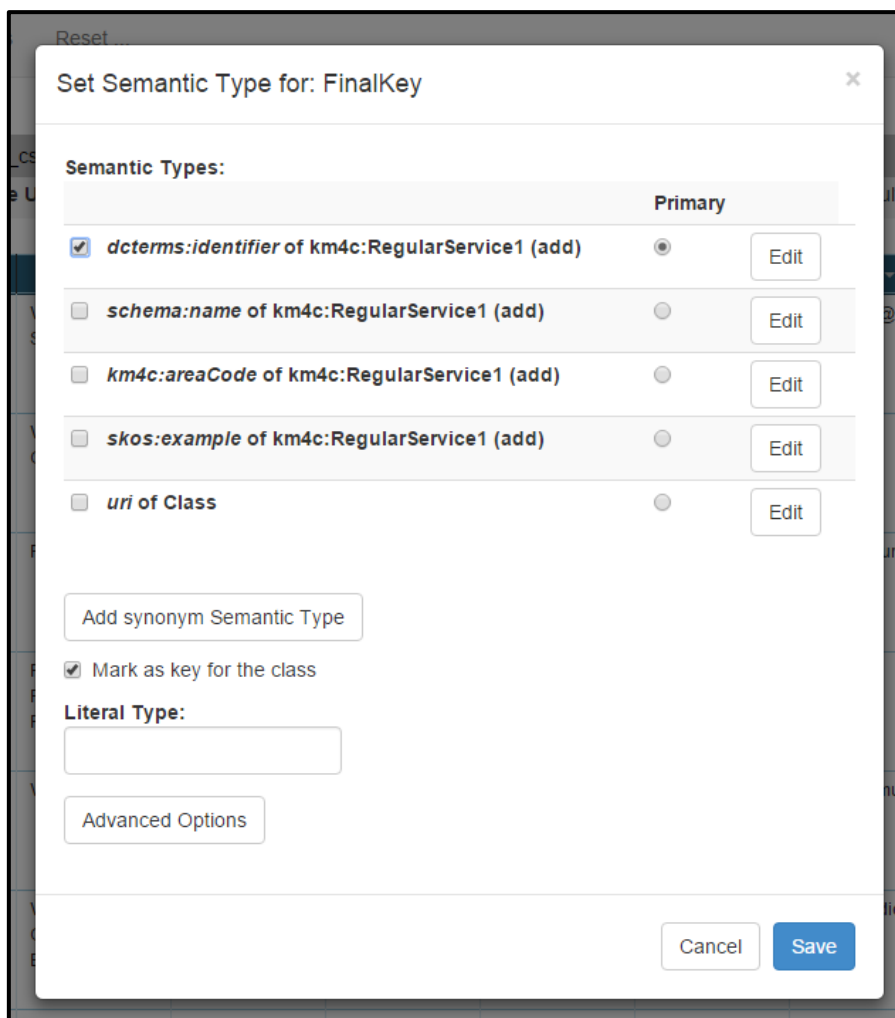 Reset ...
Set Semantic Type for: FinalKey
×
Semantic Types:
Primary
dcterms:identifier of km4c:RegularService1 (add)
Edit
schema:name of km4c:RegularService1 (add)
Edit
km4c:areaCode of km4c:RegularService1 (add)
Edit
skos:example of km4c:RegularService1 (add)
Edit
uri of Class
Edit
Add synonym Semantic Type
Mark as key for the class
Literal Type:
Advanced Options
Cancel
Save